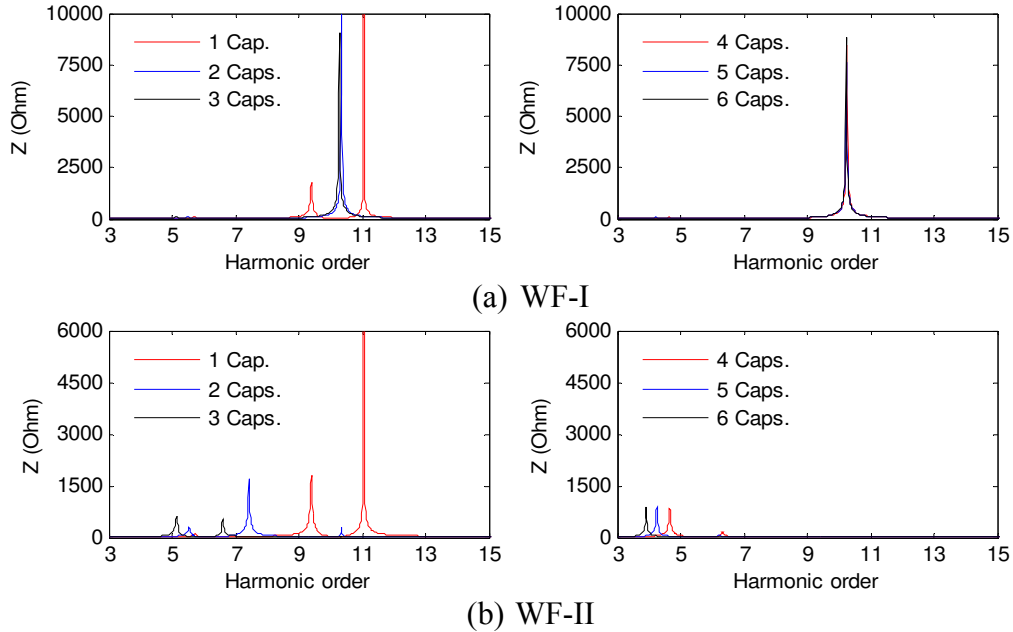 10000
7500
5000
2500
0
Z (Ohm)
1 Cap.
2 Caps.
3 Caps.
3 5 7 9 11 13 15
Harmonic order
10000
7500
5000
2500
0
Z (Ohm)
4 Caps.
5 Caps.
6 Caps.
3 5 7 9 11 13 15
Harmonic order
(a) WF-I
6000
4500
3000
1500
0
Z (Ohm)
1 Cap.
2 Caps.
3 Caps.
3 5 7 9 11 13 15
Harmonic order
6000
4500
3000
1500
0
Z (Ohm)
4 Caps.
5 Caps.
6 Caps.
3 5 7 9 11 13 15
Harmonic order
(b) WF-II